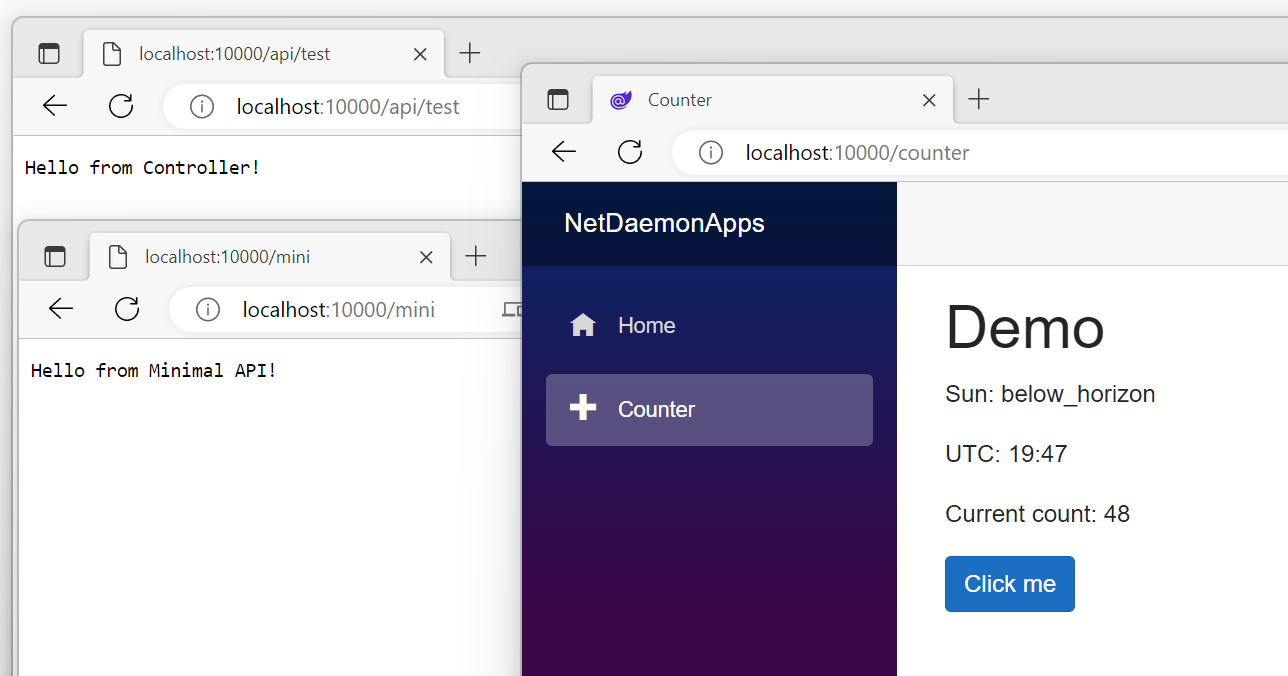 localhost:10000/api/test
localhost:10000/api/test
Hello from Controller!
localhost:10000/mini
localhost:10000/mini
Hello from Minimal API!
Counter
localhost:10000/counter
NetDaemonApps
Home
Counter
Demo
Sun: below_horizon
UTC: 19:47
Current count: 48
Click me